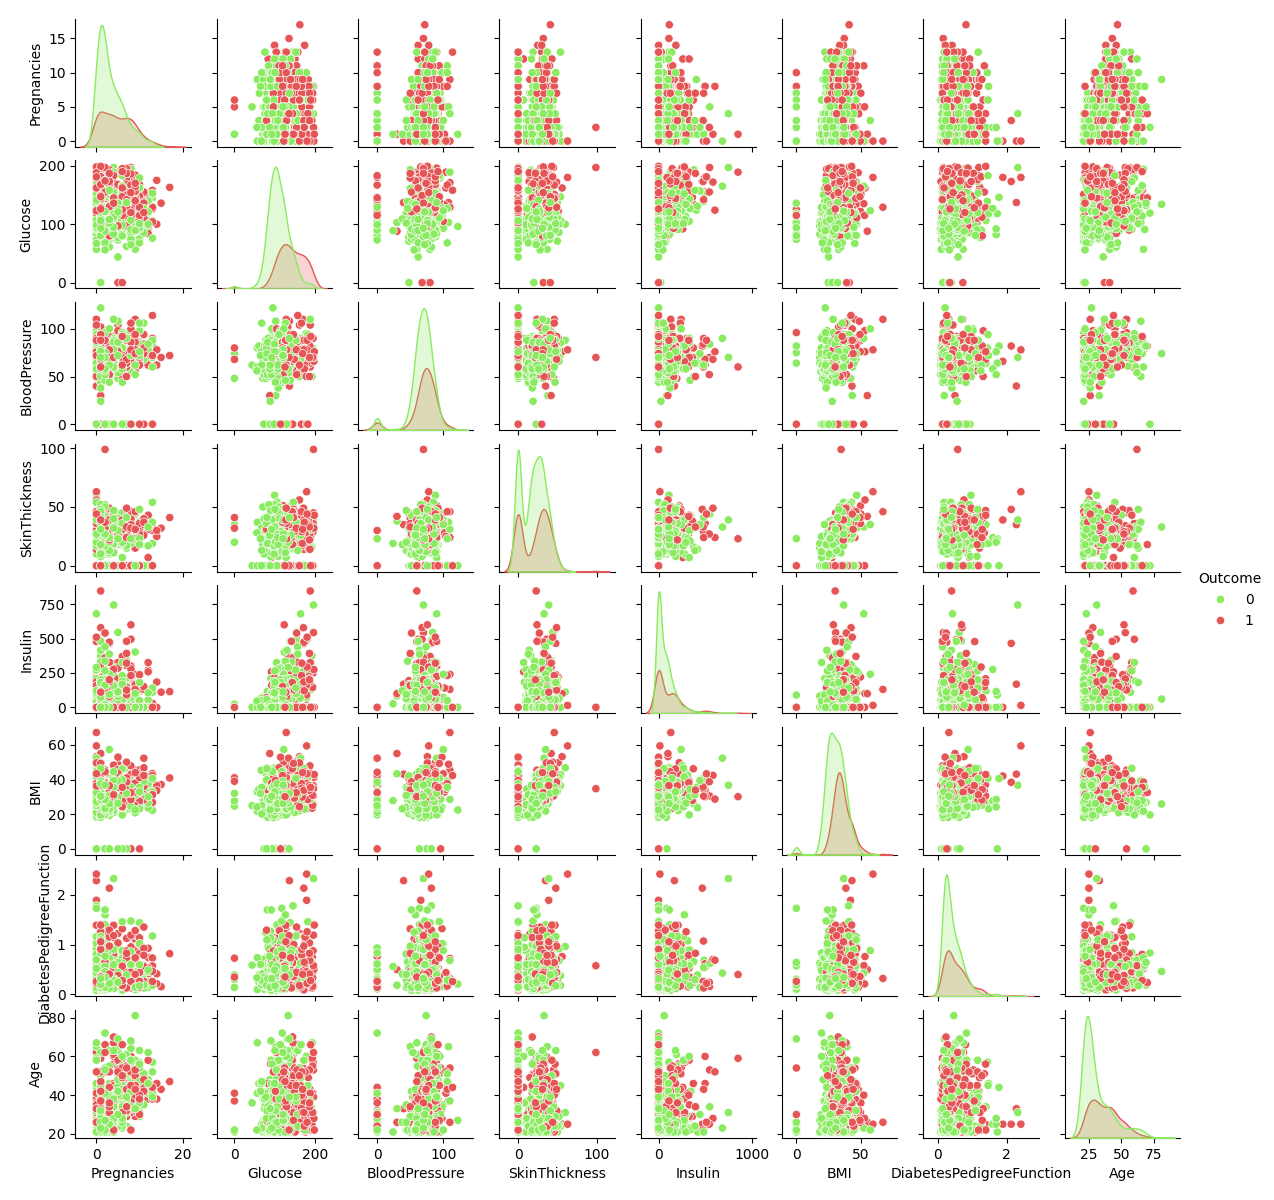 15
10
5
0
Pregnancies
200
100
0
Glucose
100
50
0
BloodPressure
100
50
0
SkinThickness
750
500
250
0
Insulin
60
40
20
0
BMI
2
1
0
DiabetesPedigreeFunction
80
60
40
20
Age
0 20
Pregnancies
0 200
Glucose
0 100
BloodPressure
0 100
SkinThickness
0 1000
Insulin
0 50
BMI
0 2
DiabetesPedigreeFunction
25 50 75
Age
Outcome
0
1